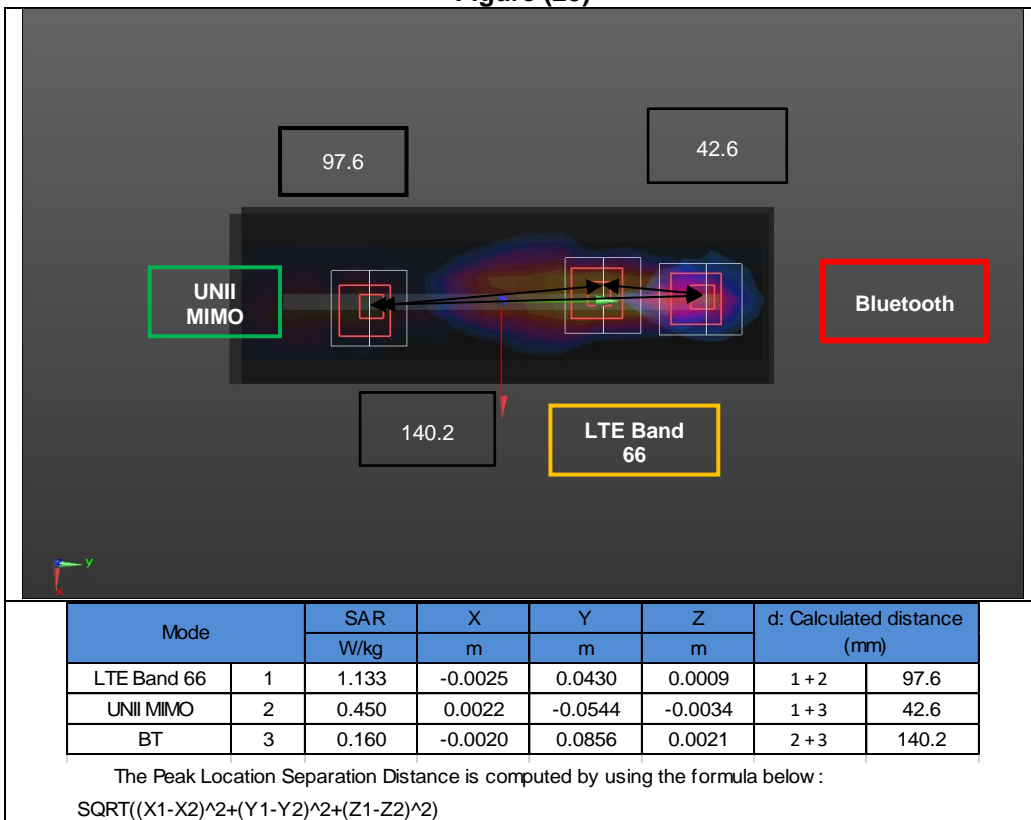 97.6
42.6
UNII
MIMO
Bluetooth
140.2
LTE Band
66
Y
X
Mode SAR X Y Z d: Calculated distance
W/kg m m m (mm)
LTE Band 66 1 1.133 -0.0025 0.0430 0.0009 1 + 2 97.6
UNII MIMO 2 0.450 0.0022 -0.0544 -0.0034 1 + 3 42.6
BT 3 0.160 -0.0020 0.0856 0.0021 2 + 3 140.2
The Peak Location Separation Distance is computed by using the formula below :
SQRT((X1-X2)^2+(Y1-Y2)^2+(Z1-Z2)^2)